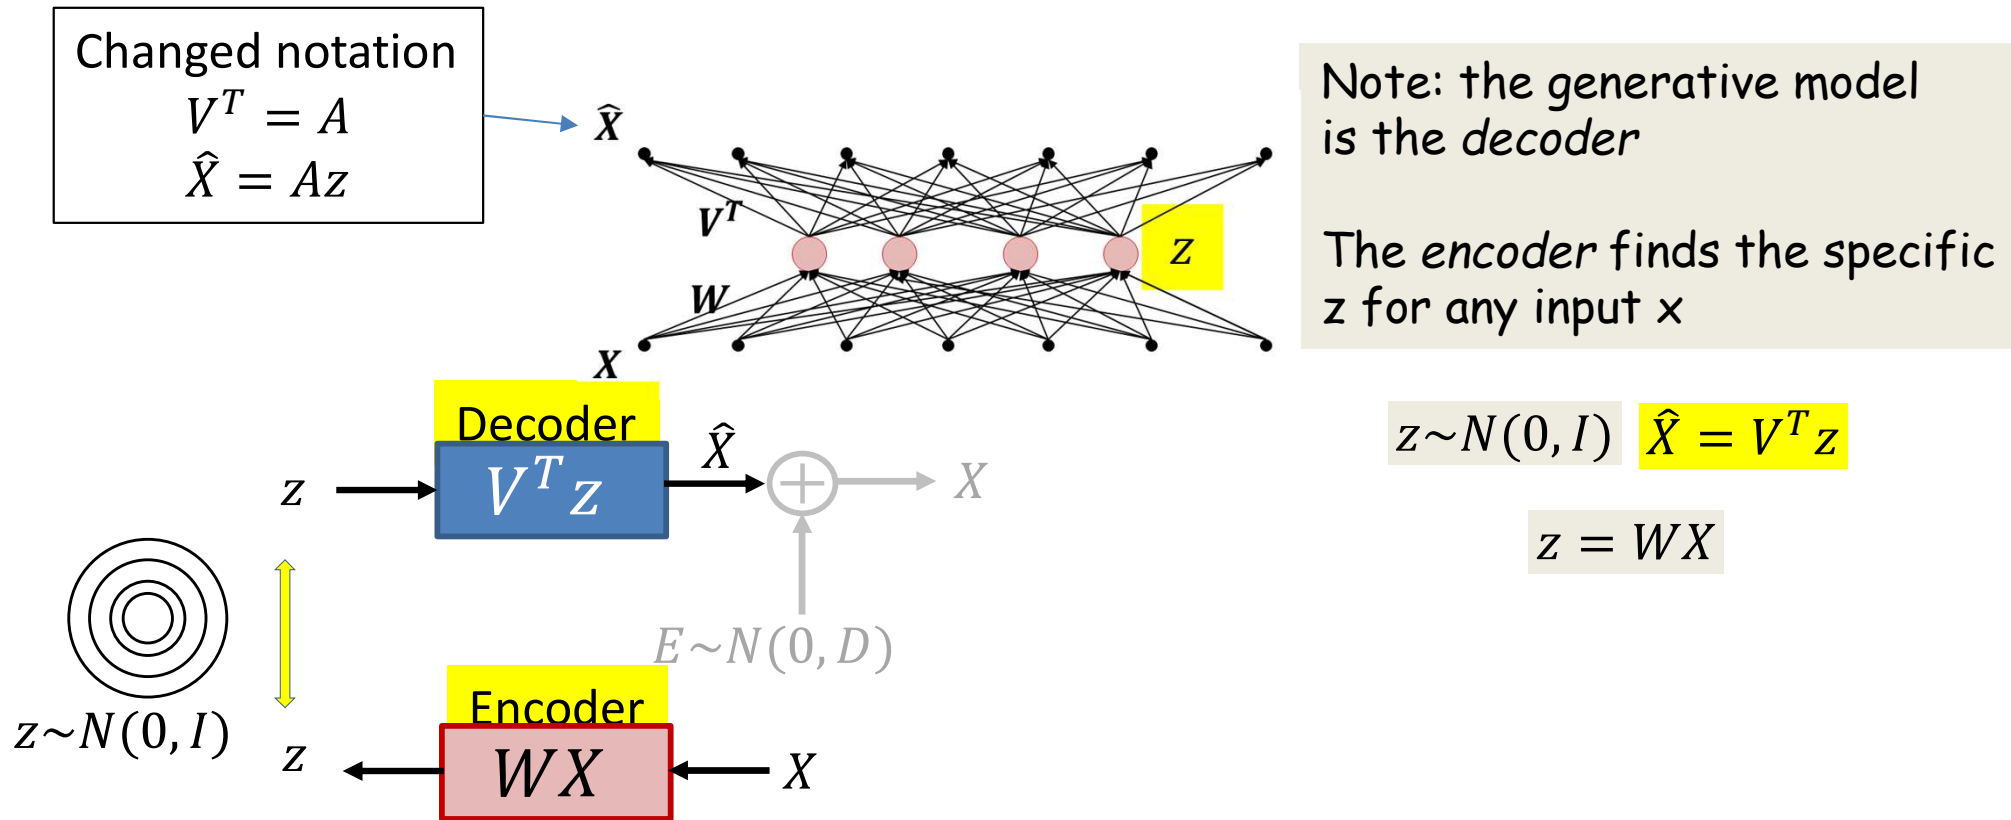 Changed notation
V^T = A
X̂ = Az
X̂
V^T
z
W
X
Note: the generative model
is the decoder
The encoder finds the specific
z for any input x
z~N(0, I)
X̂ = V^T z
z = WX
Decoder
z
V^T z
X̂
X
E~N(0, D)
z~N(0, I)
Encoder
z
WX
X